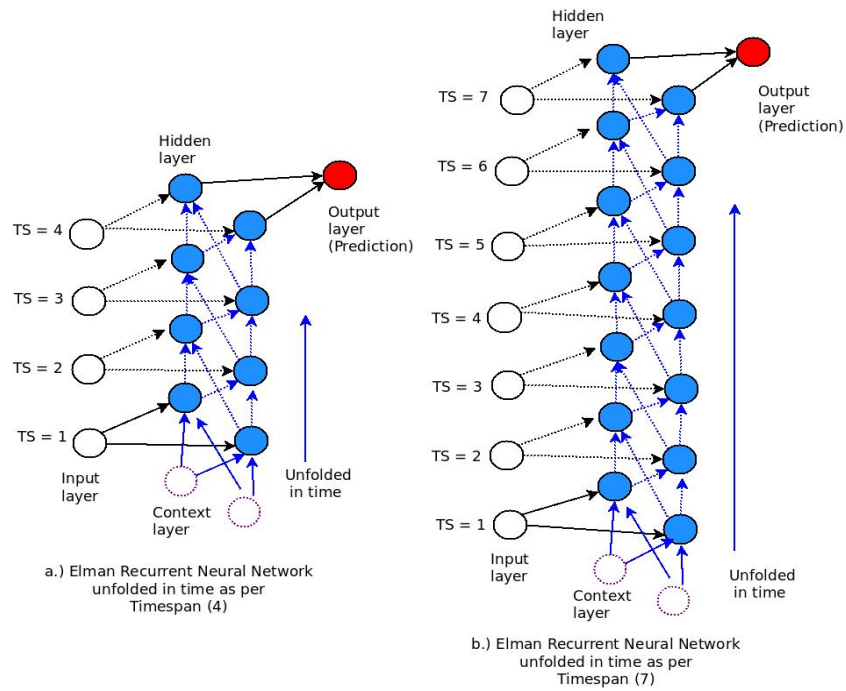 Hidden
layer
TS = 4
Output
layer
(Prediction)
TS = 3
TS = 2
TS = 1
Input
layer
Context
layer
Unfolded
in time
a.) Elman Recurrent Neural Network
unfolded in time as per
Timespan (4)
Hidden
layer
TS = 7
Output
layer
(Prediction)
TS = 6
TS = 5
TS = 4
TS = 3
TS = 2
TS = 1
Input
layer
Context
layer
Unfolded
in time
b.) Elman Recurrent Neural Network
unfolded in time as per
Timespan (7)